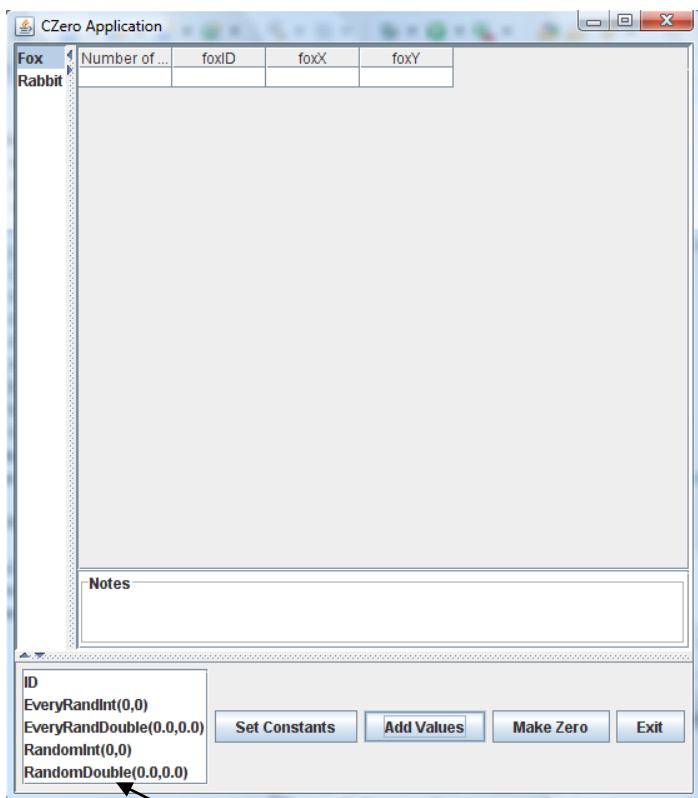 CZero Application
Fox
Rabbit
Number of ... foxID foxX foxY
Notes
ID
EveryRandInt(0,0)
EveryRandDouble(0.0,0.0)
RandomInt(0,0)
RandomDouble(0.0,0.0)
Set Constants Add Values Make Zero Exit